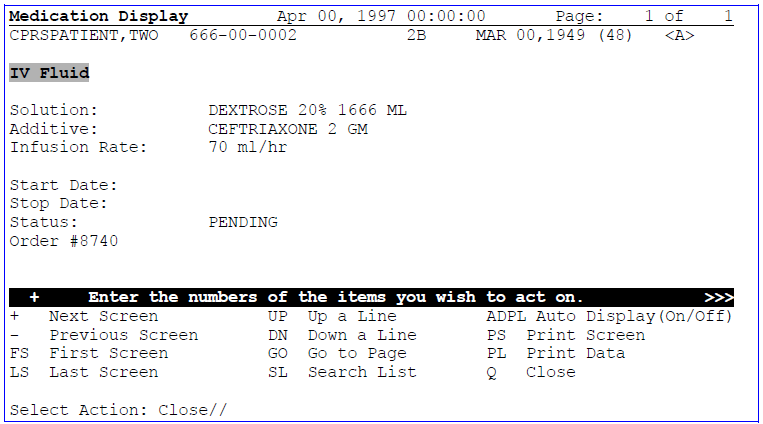 Medication Display Apr 00, 1997 00:00:00 Page: 1 of 1
CPRSPATIENT,TWO 666-00-0002 2B MAR 00,1949 (48) <A>
IV Fluid
Solution: DEXTROSE 20% 1666 ML
Additive: CEFTRIAXONE 2 GM
Infusion Rate: 70 ml/hr
Start Date:
Stop Date:
Status: PENDING
Order #8740
+ Enter the numbers of the items you wish to act on. >>>
+ Next Screen UP Up a Line ADPL Auto Display(On/Off)
- Previous Screen DN Down a Line PS Print Screen
FS First Screen GO Go to Page PL Print Data
LS Last Screen SL Search List Q Close
Select Action: Close//